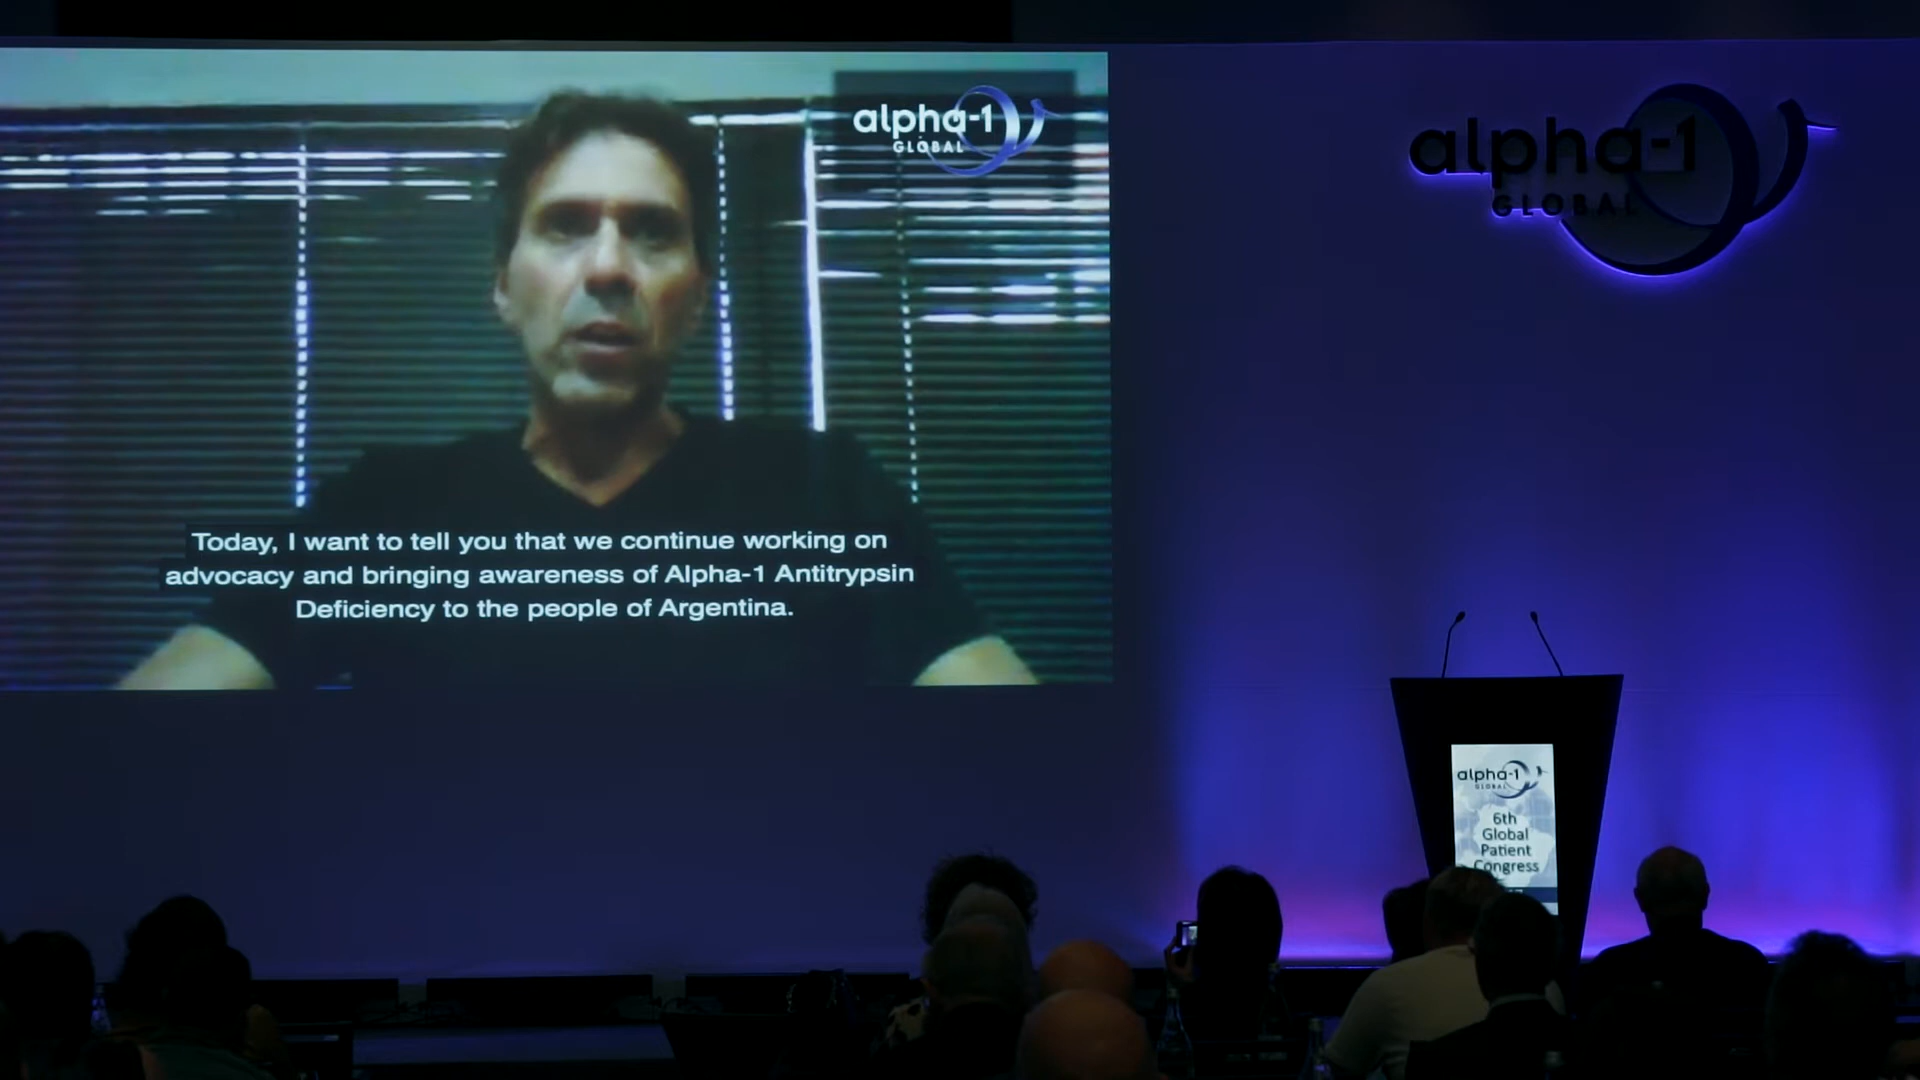 alpha-1
GLOBAL
Today, I want to tell you that we continue working on
advocacy and bringing awareness of Alpha-1 Antitrypsin
Deficiency to the people of Argentina.
alpha-1
GLOBAL
alpha-1
GLOBAL
6th
Global
Patient
Congress